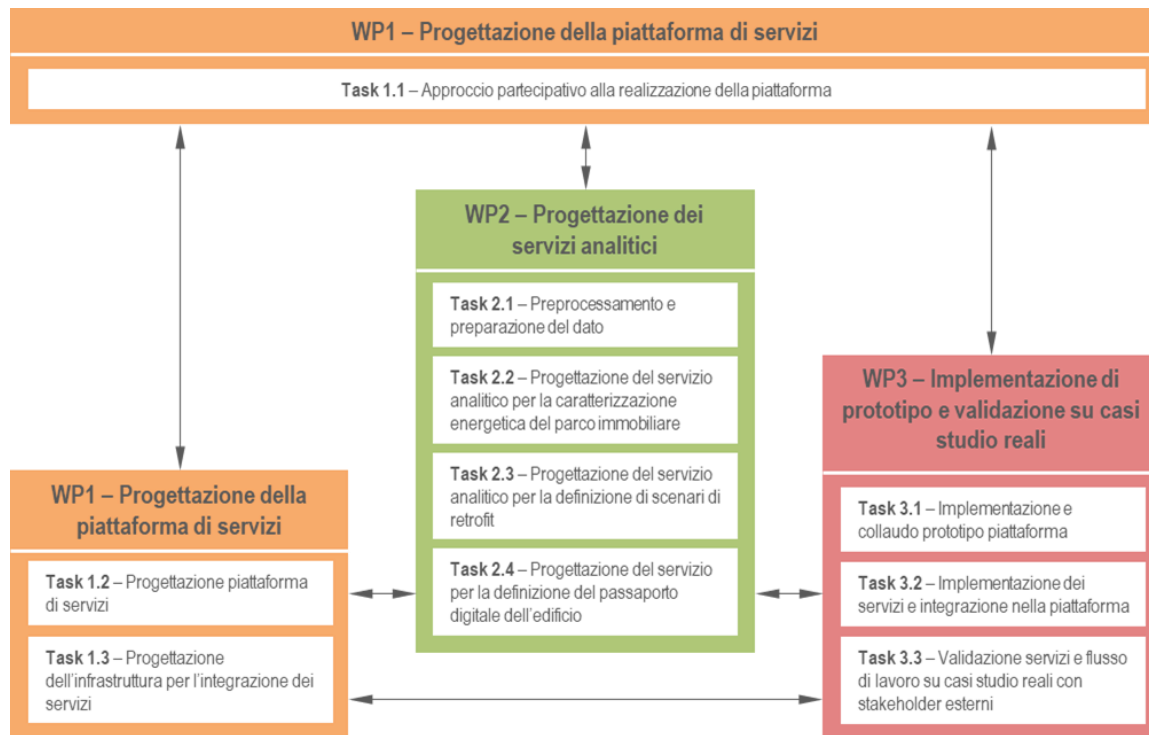 WP1 – Progettazione della piattaforma di servizi
Task 1.1 – Approccio partecipativo alla realizzazione della piattaforma
WP2 – Progettazione dei
servizi analitici
Task 2.1 – Preprocessamento e
preparazione del dato
Task 2.2 – Progettazione del servizio
analitico per la caratterizzazione
energetica del parco immobiliare
Task 2.3 – Progettazione del servizio
analitico per la definizione di scenari di
retrofit
Task 2.4 – Progettazione del servizio
per la definizione del passaporto
digitale dell'edificio
WP3 – Implementazione di
prototipo e validazione su casi
studio reali
Task 3.1 – Implementazione e
collaudo prototipo piattaforma
Task 3.2 – Implementazione dei
servizi e integrazione nella piattaforma
Task 3.3 – Validazione servizi e flusso
di lavoro su casi studio reali con
stakeholder esterni
WP1 – Progettazione della
piattaforma di servizi
Task 1.2 – Progettazione piattaforma
di servizi
Task 1.3 – Progettazione
dell'infrastruttura per l'integrazione dei
servizi